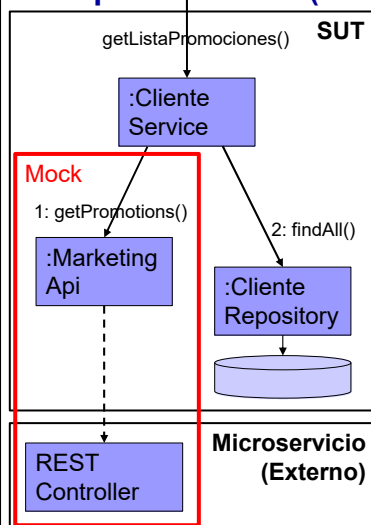 getListaPromociones()
SUT
:Cliente
Service
Mock
1: getPromotions()
2: findAll()
:Marketing
Api
:Cliente
Repository
Microservicio
(Externo)
REST
Controller